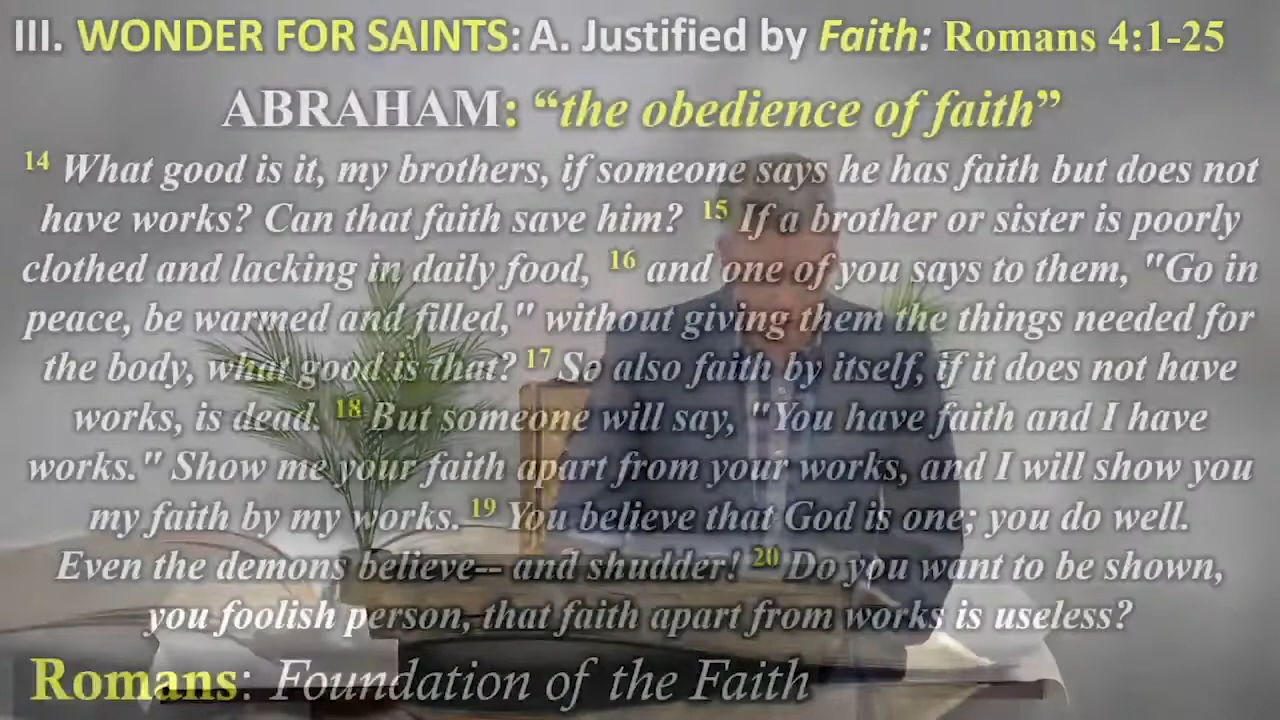 III. WONDER FOR SAINTS: A. Justified by Faith: Romans 4:1-25
ABRAHAM: “the obedience of faith”
14 What good is it, my brothers, if someone says he has faith but does not
have works? Can that faith save him? 15 If a brother or sister is poorly
clothed and lacking in daily food, 16 and one of you says to them, "Go in
peace, be warmed and filled," without giving them the things needed for
the body, what good is that? 17 So also faith by itself, if it does not have
works, is dead. 18 But someone will say, "You have faith and I have
works." Show me your faith apart from your works, and I will show you
my faith by my works. 19 You believe that God is one; you do well.
Even the demons believe-- and shudder! 20 Do you want to be shown,
you foolish person, that faith apart from works is useless?
Romans: Foundation of the Faith